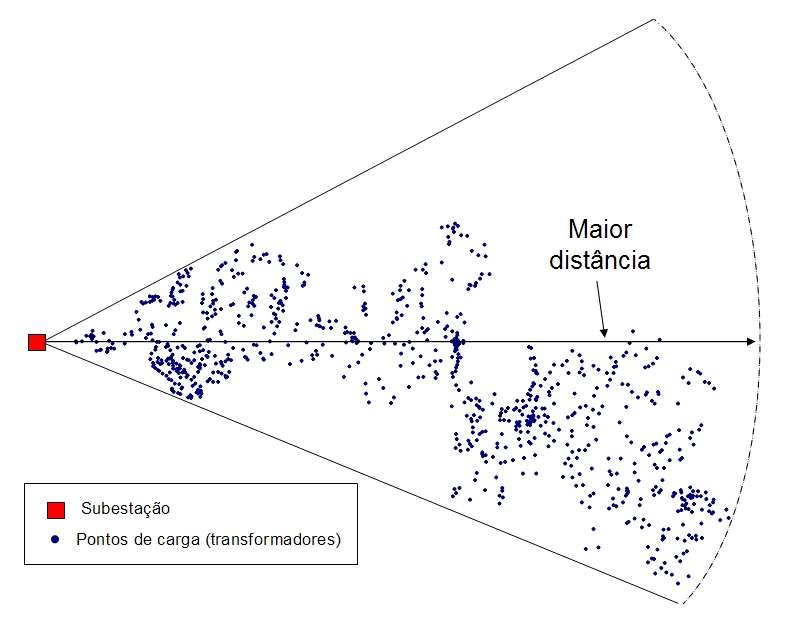 Maior
distância
Subestação
Pontos de carga (transformadores)